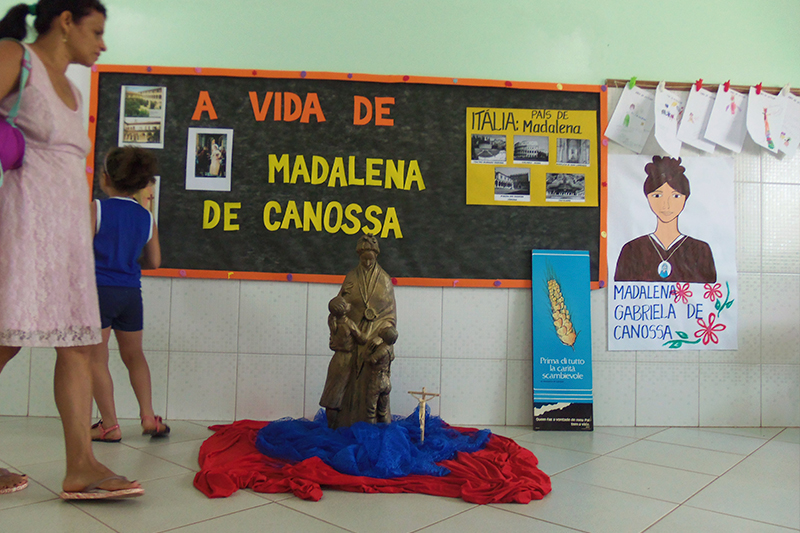 A VIDA DE
MADALENA
DE CANOSSA
ITÁLIA: PAÍS DE
Madalena
Prima di tutto
la carità
scambievole
MADALENA
GABRIELA DE
CANOSSA